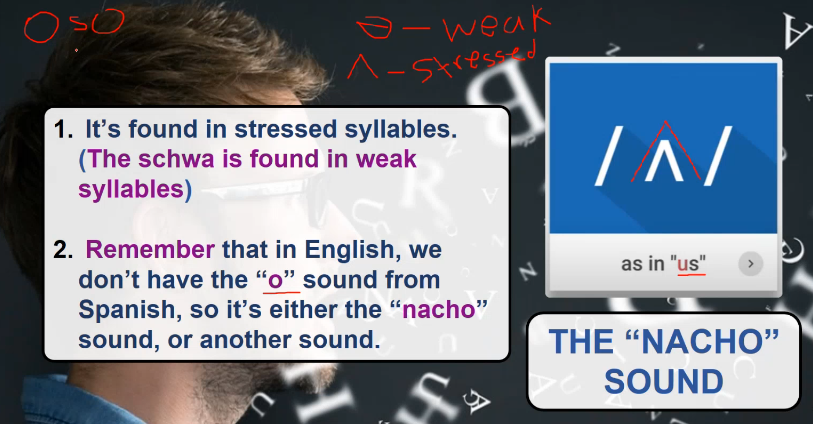 oso
ə – weak
ʌ – stressed
1. It’s found in stressed syllables.
(The schwa is found in weak
syllables)
2. Remember that in English, we
don’t have the “o” sound from
Spanish, so it’s either the “nacho”
sound, or another sound.
/ʌ/
as in "us"
THE “NACHO”
SOUND